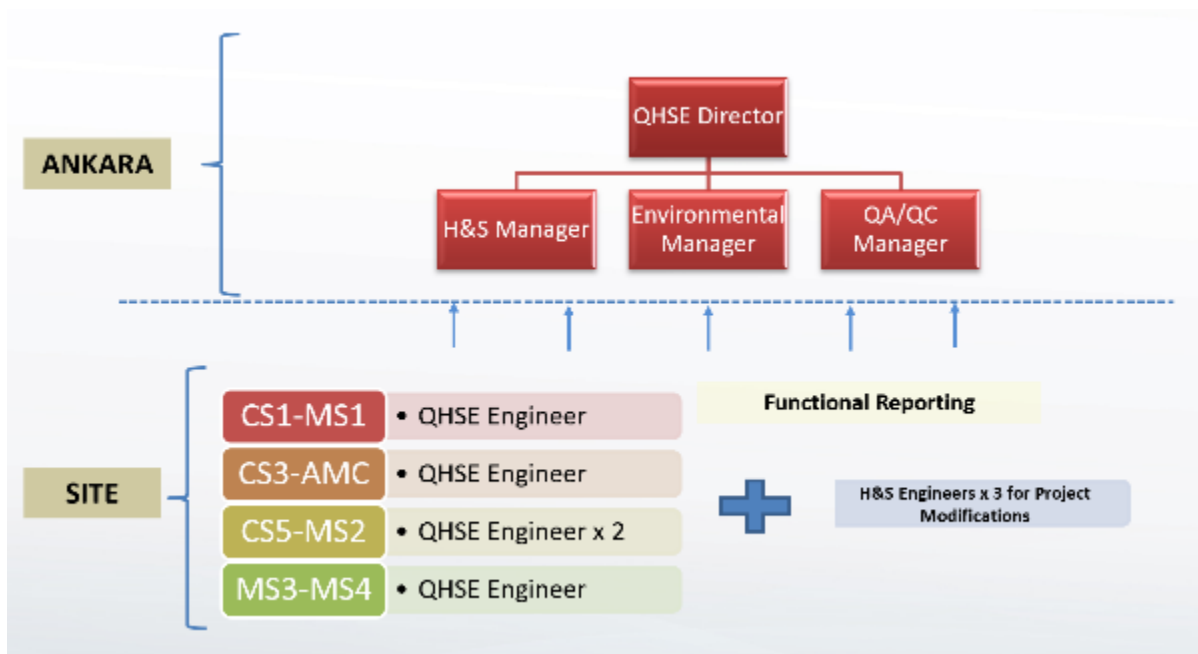 QHSE Director
ANKARA
H&S Manager
Environmental
Manager
QA/QC
Manager
CS1-MS1
• QHSE Engineer
Functional Reporting
CS3-AMC
• QHSE Engineer
SITE
H&S Engineers x 3 for Project
Modifications
CS5-MS2
• QHSE Engineer x 2
MS3-MS4
• QHSE Engineer